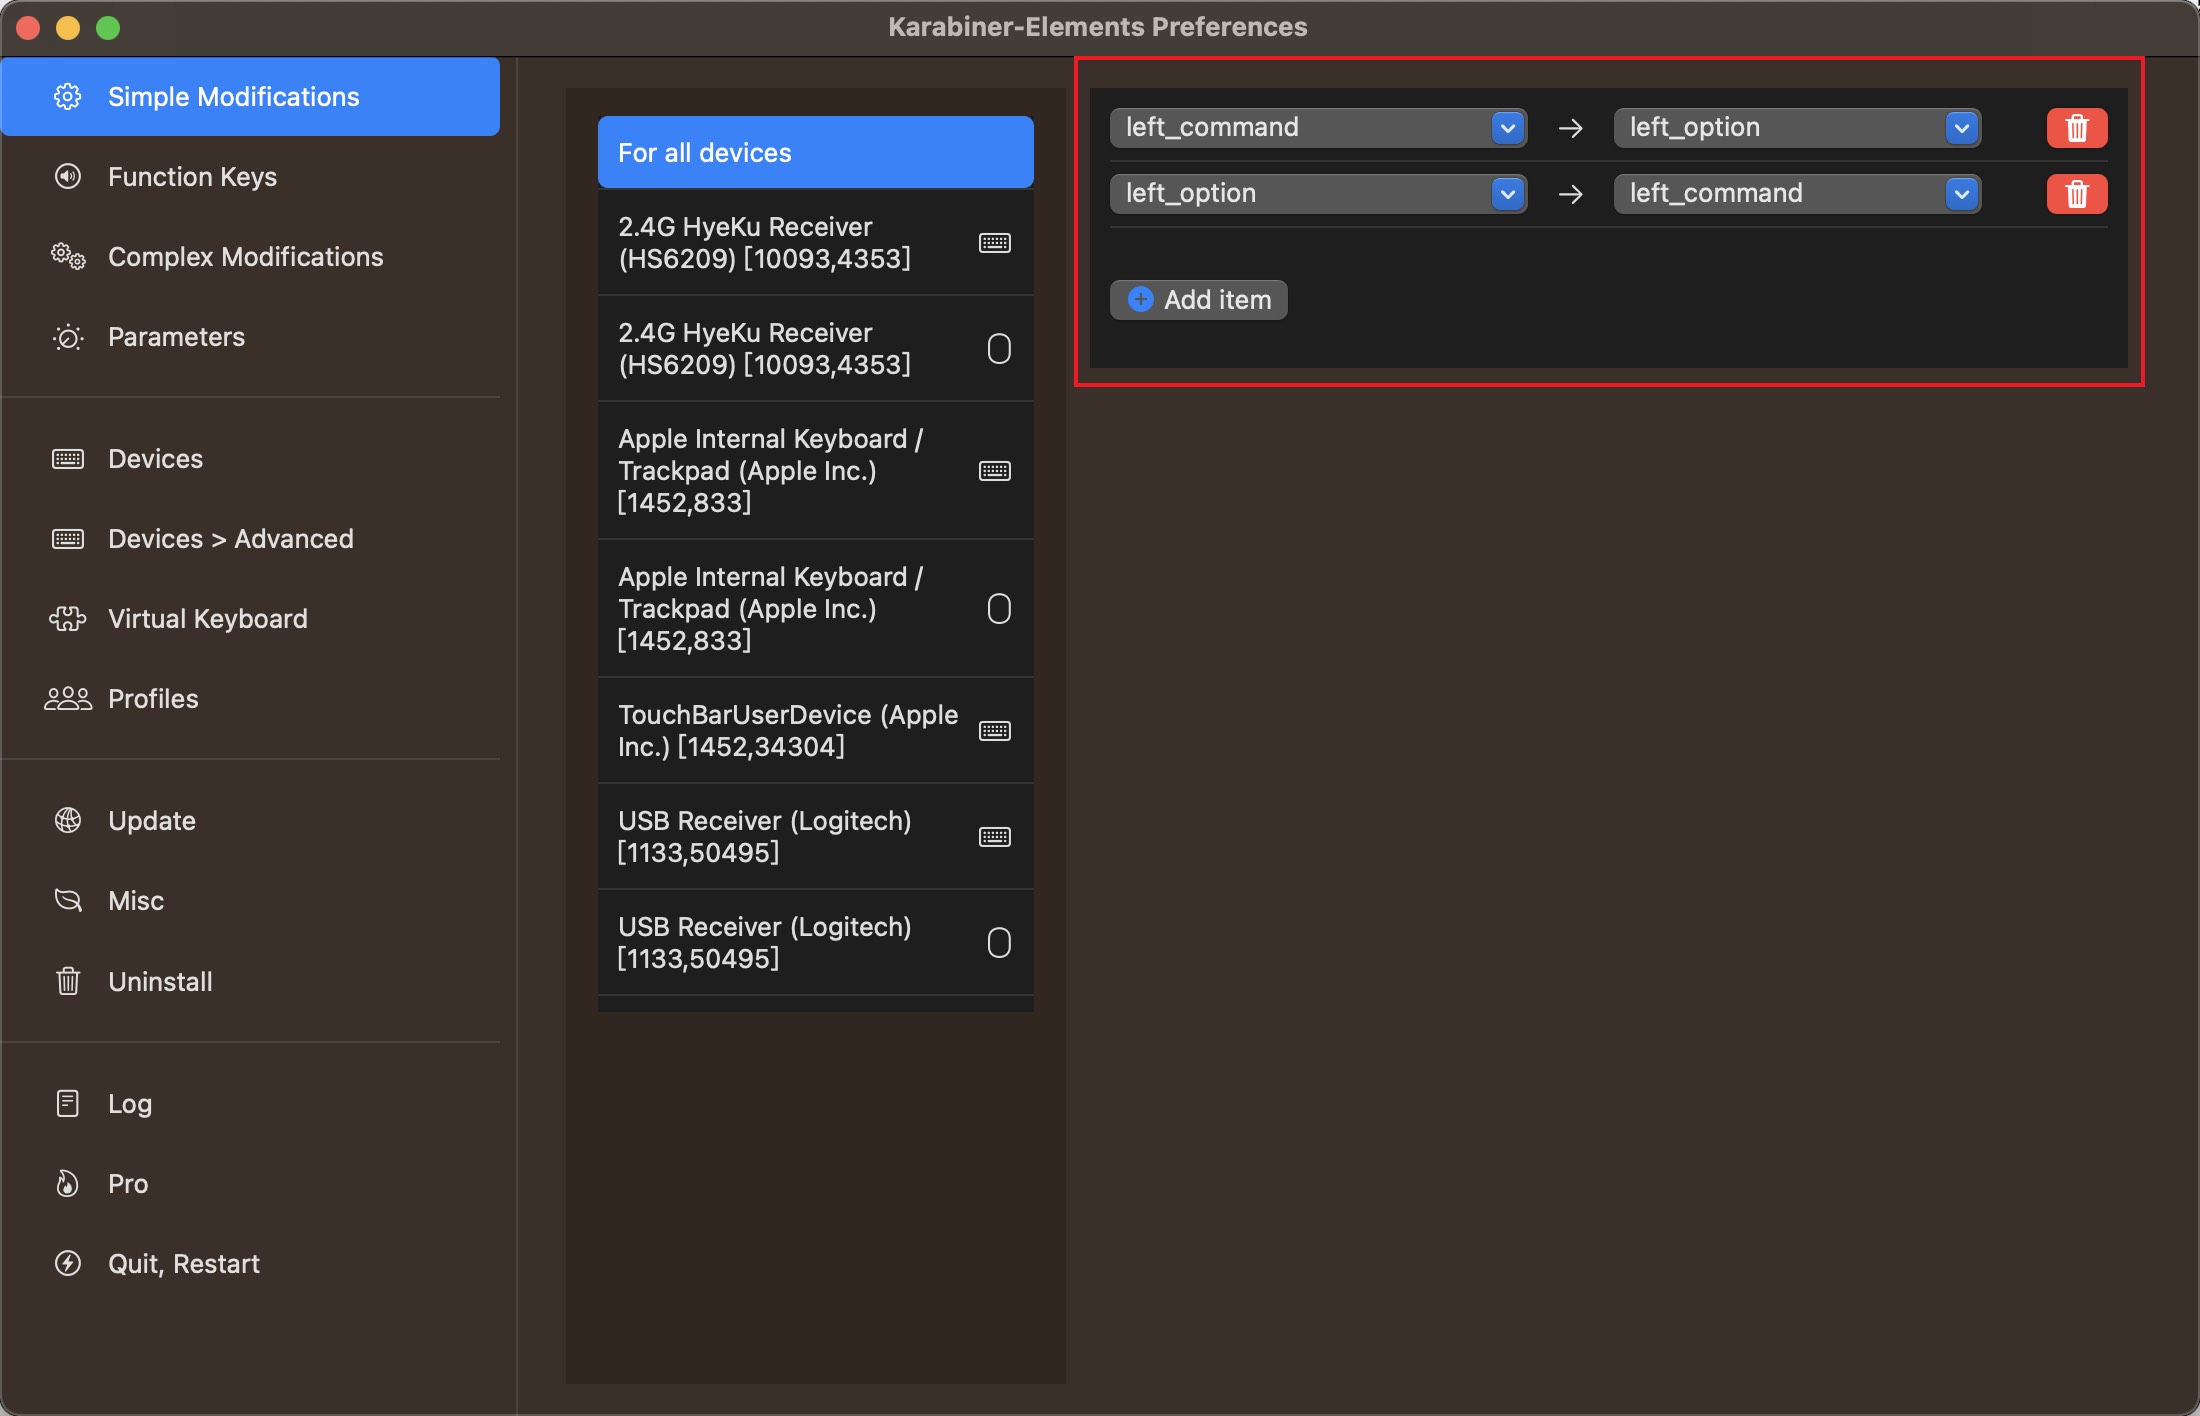 Karabiner-Elements Preferences
Simple Modifications
Function Keys
Complex Modifications
Parameters
Devices
Devices > Advanced
Virtual Keyboard
Profiles
Update
Misc
Uninstall
Log
Pro
Quit, Restart
For all devices
2.4G HyeKu Receiver
(HS6209) [10093,4353]
2.4G HyeKu Receiver
(HS6209) [10093,4353]
Apple Internal Keyboard /
Trackpad (Apple Inc.)
[1452,833]
Apple Internal Keyboard /
Trackpad (Apple Inc.)
[1452,833]
TouchBarUserDevice (Apple
Inc.) [1452,34304]
USB Receiver (Logitech)
[1133,50495]
USB Receiver (Logitech)
[1133,50495]
left_command → left_option
left_option → left_command
Add item